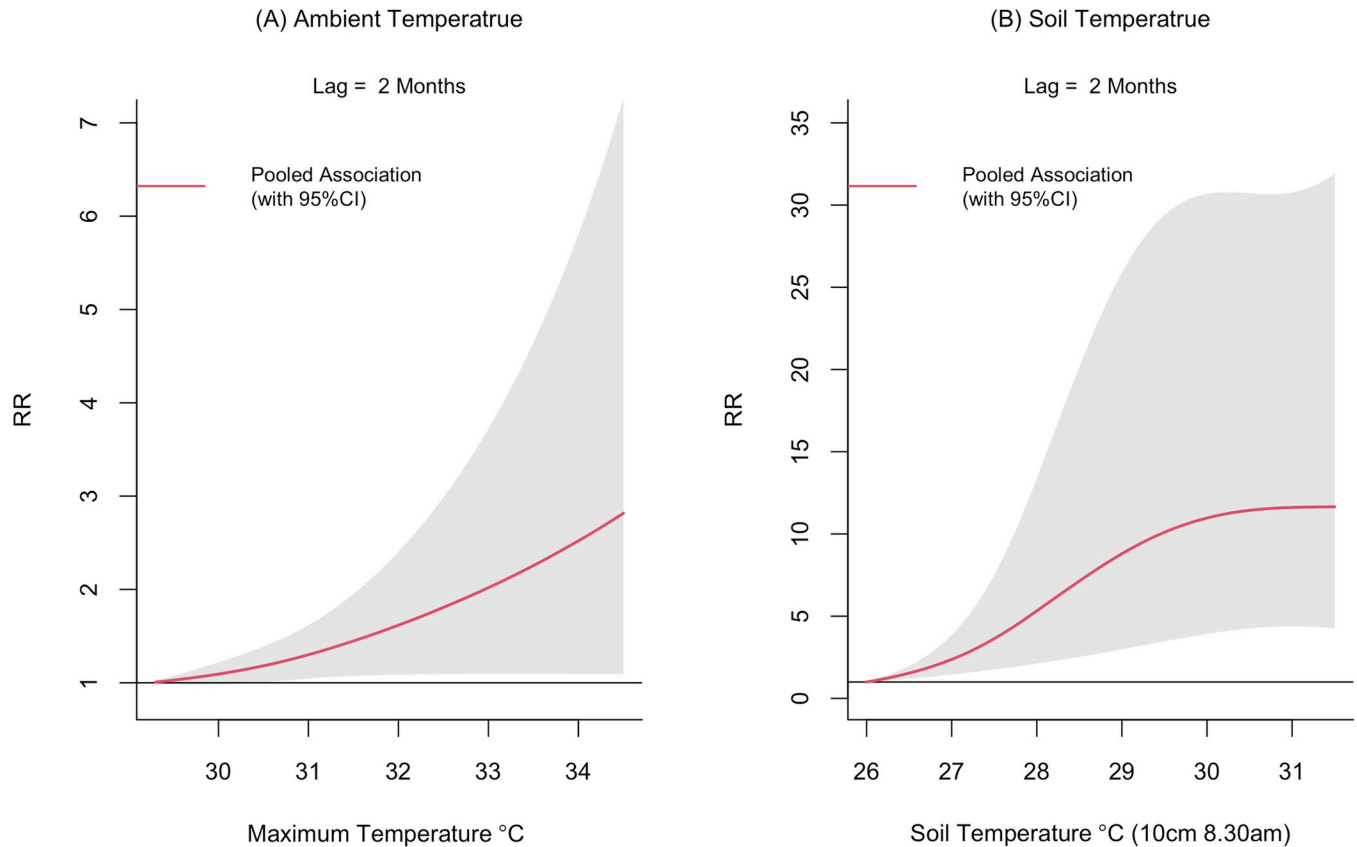 (A) Ambient Temperatrue
Lag =  2 Months
Pooled Association
(with 95%CI)
RR
7
6
5
4
3
2
1
30 31 32 33 34
Maximum Temperature °C
(B) Soil Temperatrue
Lag =  2 Months
Pooled Association
(with 95%CI)
RR
35
30
25
20
15
10
5
0
26 27 28 29 30 31
Soil Temperature °C (10cm 8.30am)